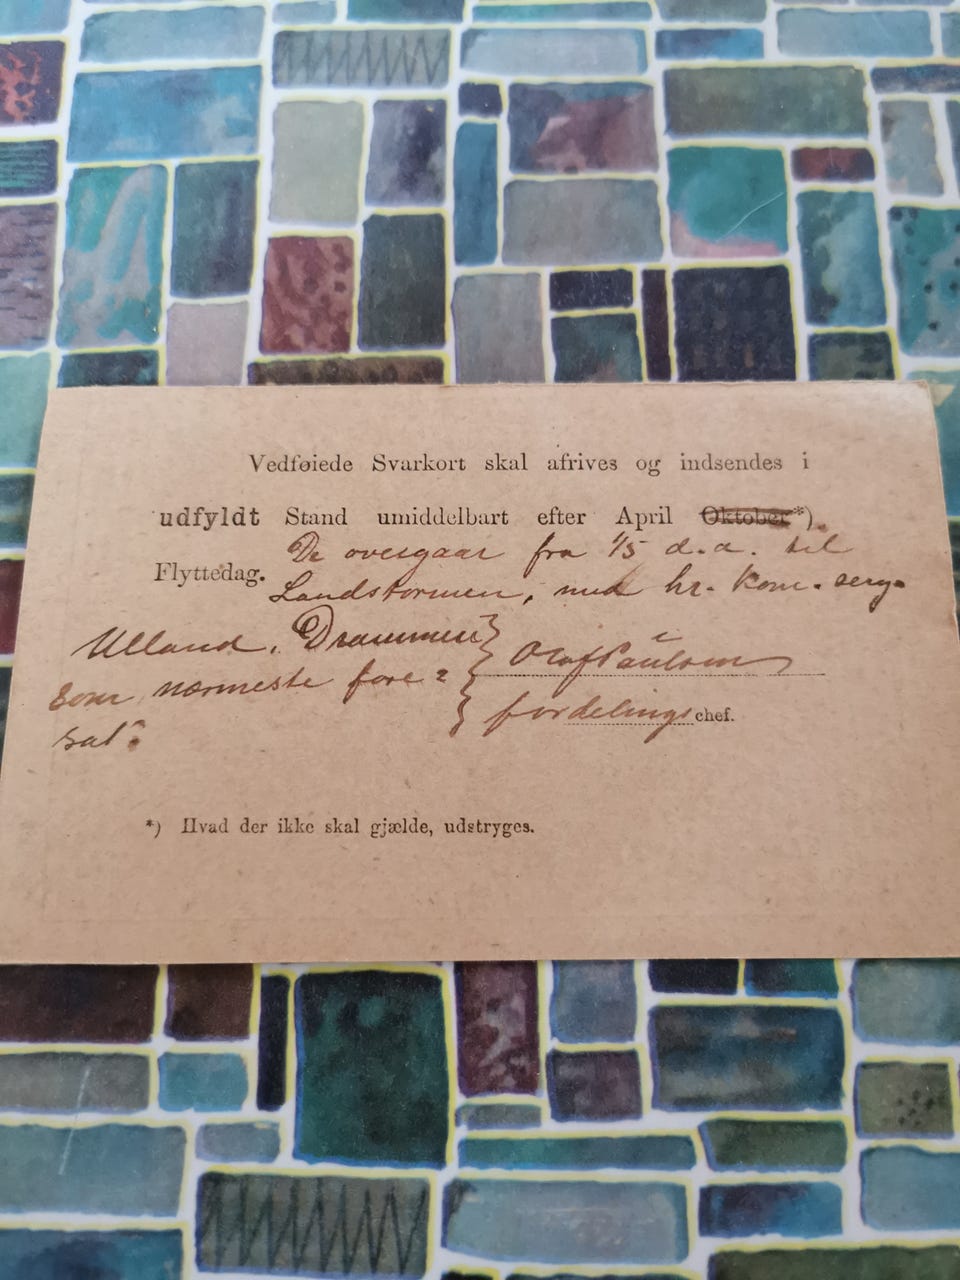 Vedføiede Svarkort skal afrives og indsendes i
udfyldt Stand umiddelbart efter April Oktober*).
Flyttedag. De overgaar fra 1/5 d.a. til
Landstormen, med hr. Kom. serg.
Ulland, Drammen
som nærmeste fore=
sat.
Olaf Paulsen
fordelingschef.
*) Hvad der ikke skal gjælde, udstryges.